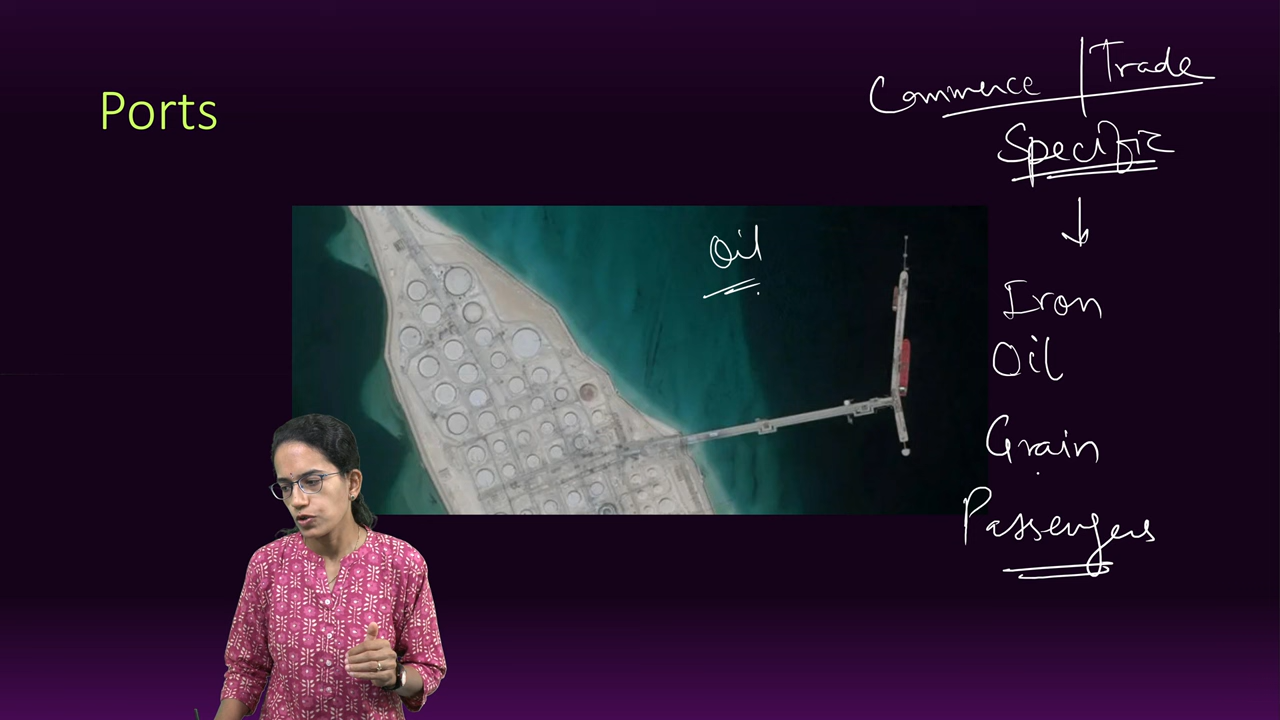 Ports
Commerce | Trade
Specific
↓
Oil
Iron
Oil
Grain
Passengers